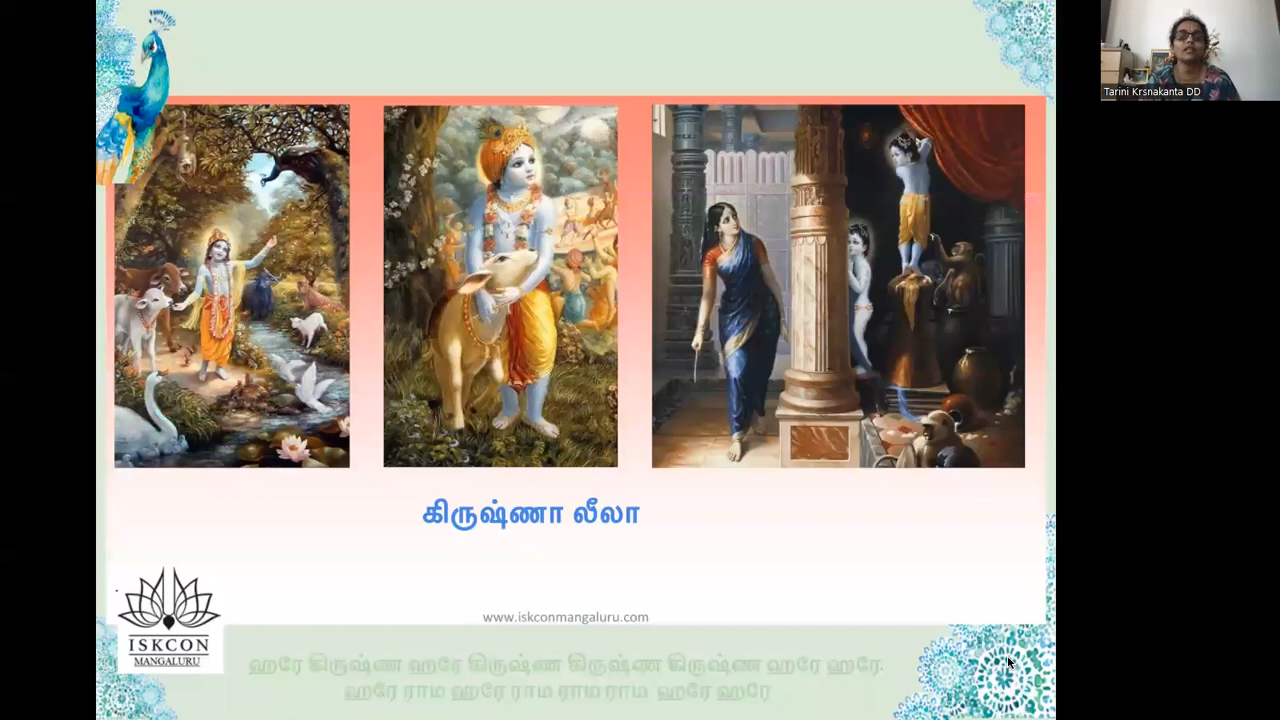 Tarini Krsnakanta DD
கிருஷ்ணா லீலா
www.iskconmangaluru.com
ISKCON
MANGALURU
ஹரே கிருஷ்ண ஹரே கிருஷ்ண கிருஷ்ண கிருஷ்ண ஹரே ஹரே.
ஹரே ராம ஹரே ராம ராம ராம ஹரே ஹரே